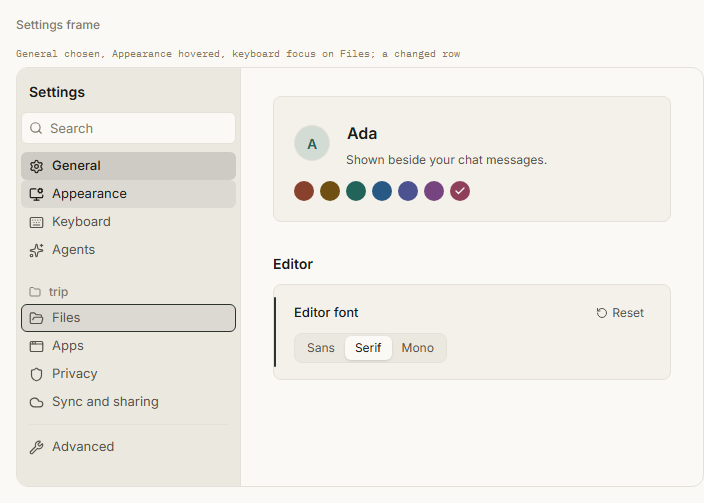 Settings frame
General chosen, Appearance hovered, keyboard focus on Files; a changed row
Settings
Search
General
Appearance
Keyboard
Agents
trip
Files
Apps
Privacy
Sync and sharing
Advanced
A
Ada
Shown beside your chat messages.
Editor
Editor font
Reset
Sans Serif Mono